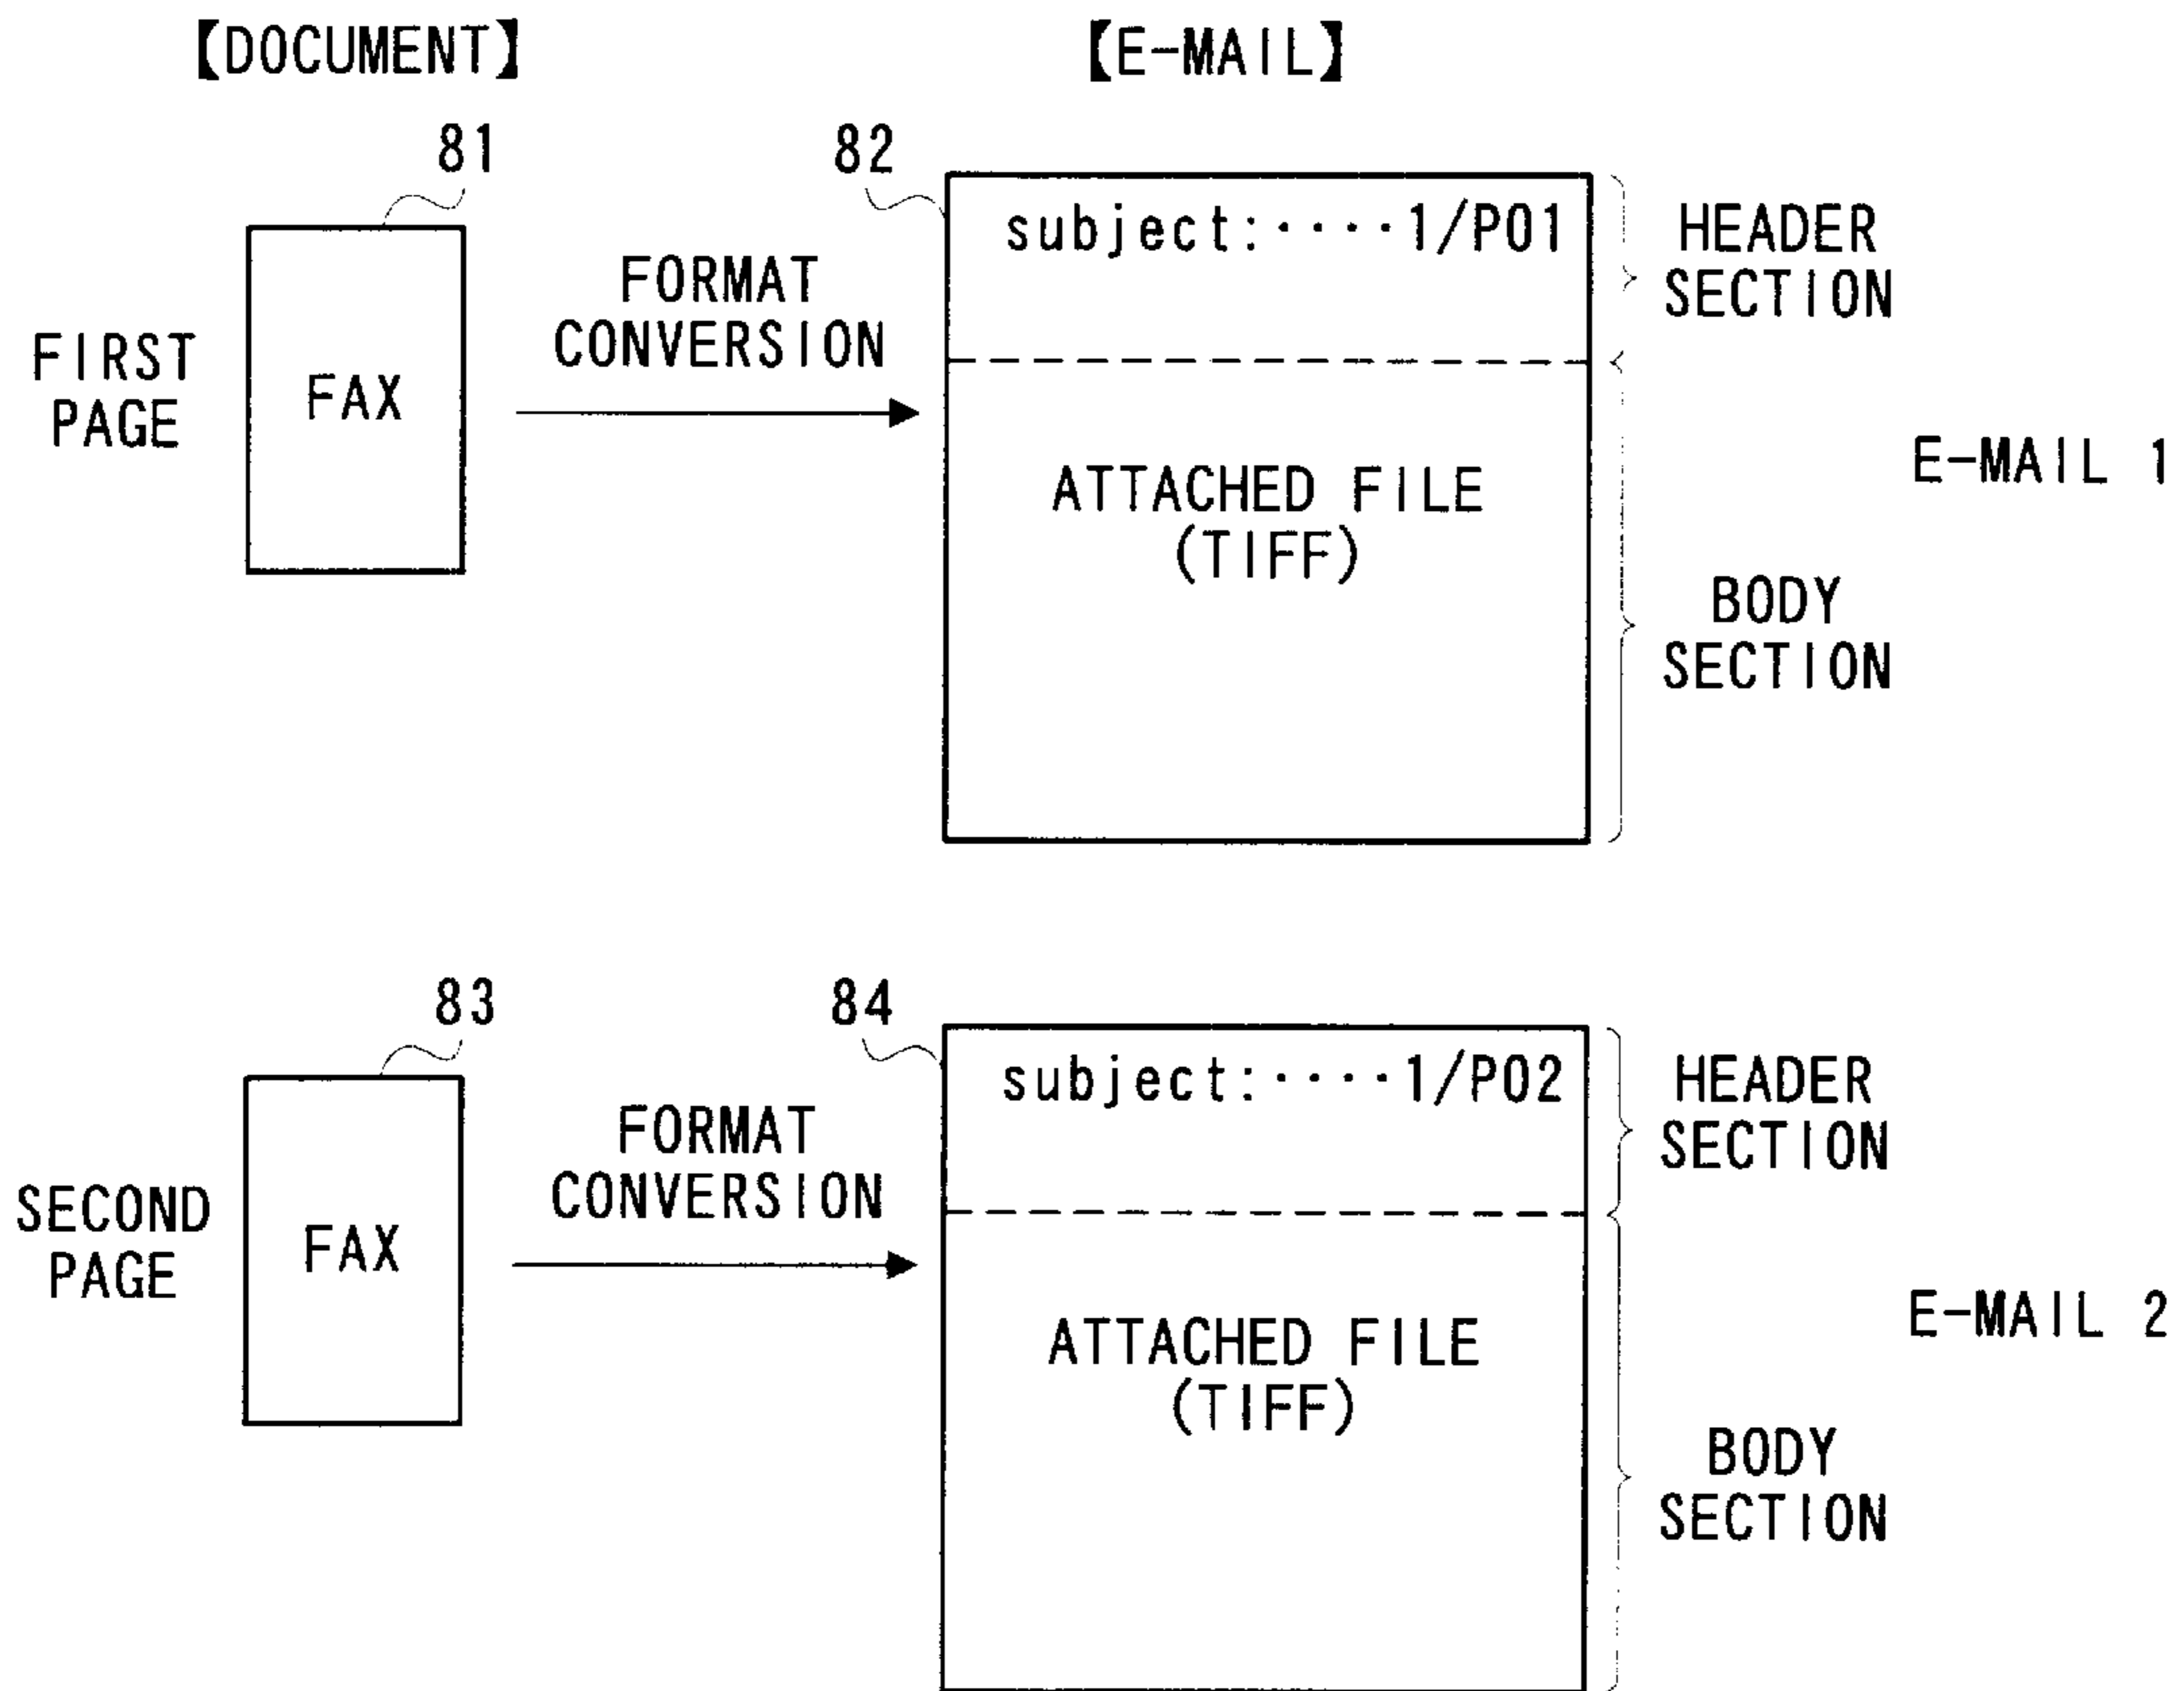 【DOCUMENT】
【E-MAIL】
81
82
FIRST
PAGE
FAX
FORMAT
CONVERSION
subject:····1/P01
ATTACHED FILE
(TIFF)
HEADER
SECTION
BODY
SECTION
E-MAIL 1
83
84
SECOND
PAGE
FAX
FORMAT
CONVERSION
subject:····1/P02
ATTACHED FILE
(TIFF)
HEADER
SECTION
BODY
SECTION
E-MAIL 2